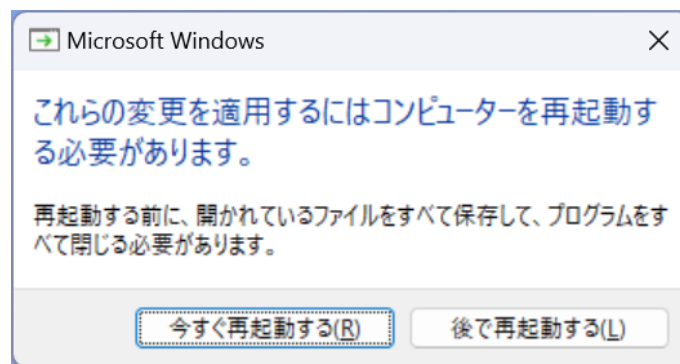 Microsoft Windows
これらの変更を適用するにはコンピューターを再起動す
る必要があります。
再起動する前に、開かれているファイルをすべて保存して、プログラムをす
べて閉じる必要があります。
今すぐ再起動する(R)
後で再起動する(L)